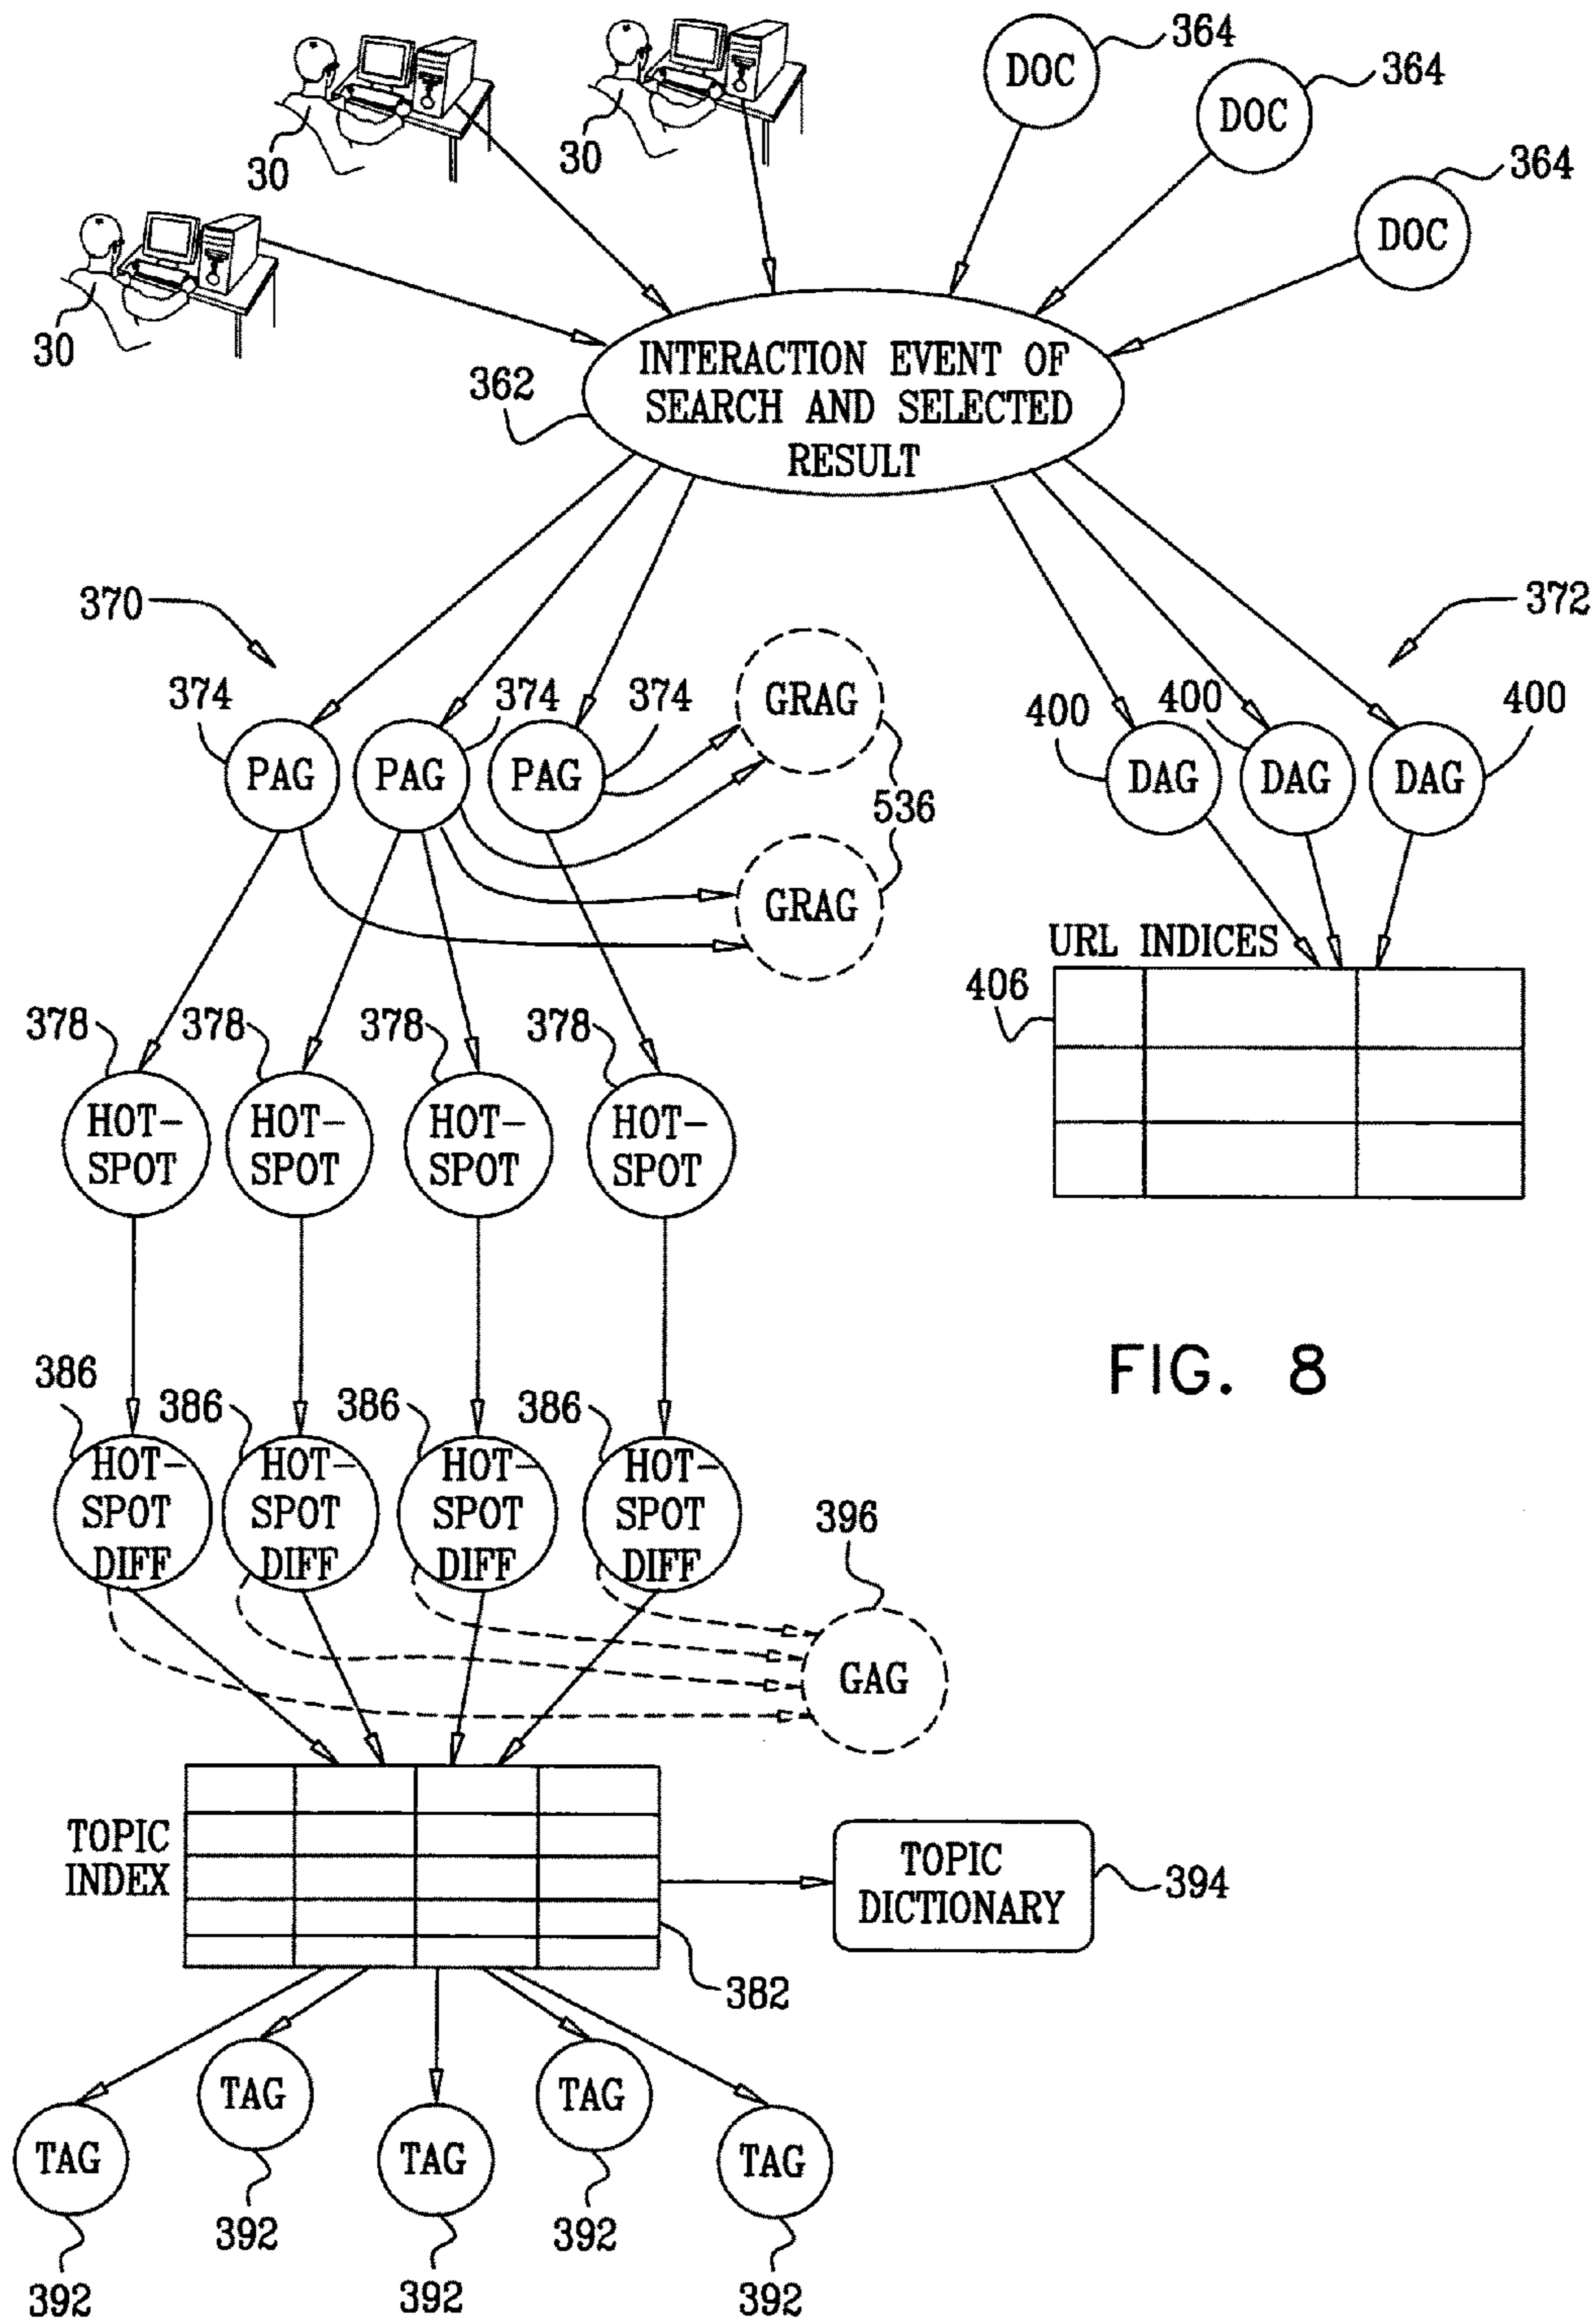 364
DOC
364
DOC
30
30
364
DOC
30
INTERACTION EVENT OF
SEARCH AND SELECTED
RESULT
362
370
372
374
374
374
GRAG
400
400
400
PAG
PAG
PAG
DAG
DAG
DAG
536
GRAG
URL INDICES
406
378
378
378
378
HOT-
SPOT
HOT-
SPOT
HOT-
SPOT
HOT-
SPOT
FIG. 8
386
386
386
386
HOT-
SPOT
DIFF
HOT-
SPOT
DIFF
HOT-
SPOT
DIFF
HOT-
SPOT
DIFF
396
GAG
TOPIC
INDEX
TOPIC
DICTIONARY
394
382
TAG
TAG
TAG
TAG
TAG
392
392
392
392
392